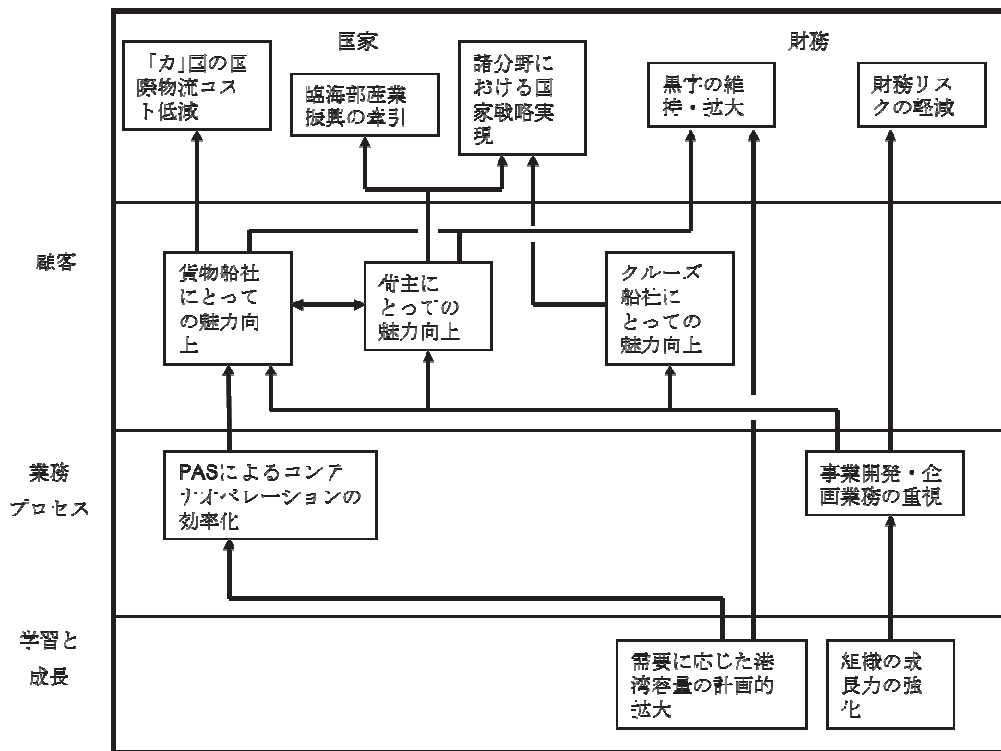 国家
財務
「カ」国の国
際物流コス
ト低減
臨海部産業
振興の牽引
諸分野に
おける国
家戦略実
現
黒字の維
持・拡大
財務リス
クの軽減
顧客
貨物船社
にとって
の魅力向
上
荷主に
とっての
魅力向上
クルーズ
船社に
とっての
魅力向上
業務
プロセス
PASによるコンテ
ナオペレーションの
効率化
事業開発・企
画業務の重視
学習と
成長
需要に応じた港
湾容量の計画的
拡大
組織の成
長力の強
化